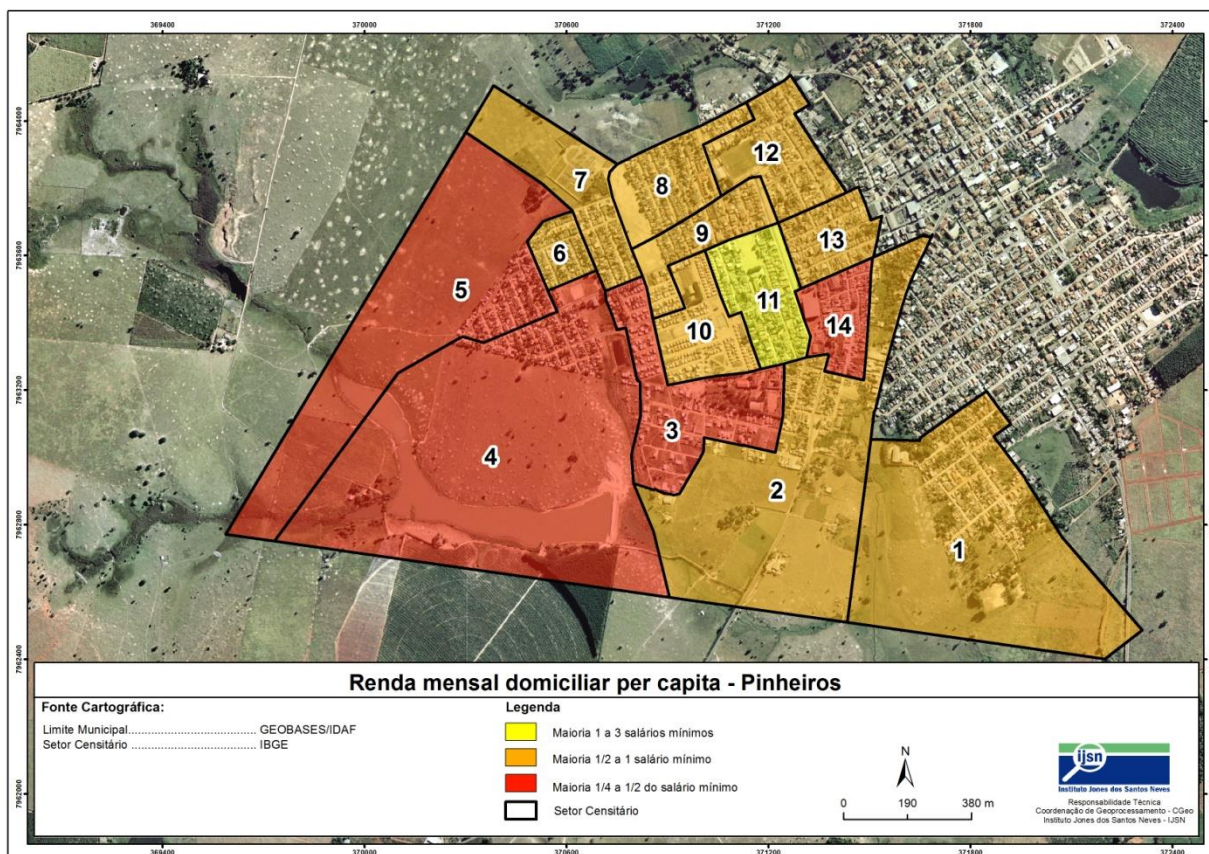 369400 370000 370600 371200 371800 372400
7964000
7963600
7963200
7962800
7962400
7962000
12
7
8
9
6
13
5
11
10
14
3
4
2
1
Renda mensal domiciliar per capita - Pinheiros
Fonte Cartográfica:
Limite Municipal........................................ GEOBASES/IDAF
Setor Censitário ....................................... IBGE
Legenda
Maioria 1 a 3 salários mínimos
Maioria 1/2 a 1 salário mínimo
Maioria 1/4 a 1/2 do salário mínimo
Setor Censitário
N
0 190 380 m
ijsn
Instituto Jones dos Santos Neves
Responsabilidade Técnica
Coordenação de Geoprocessamento - CGeo
Instituto Jones dos Santos Neves - IJSN
369400 370000 370600 371200 371800 372400